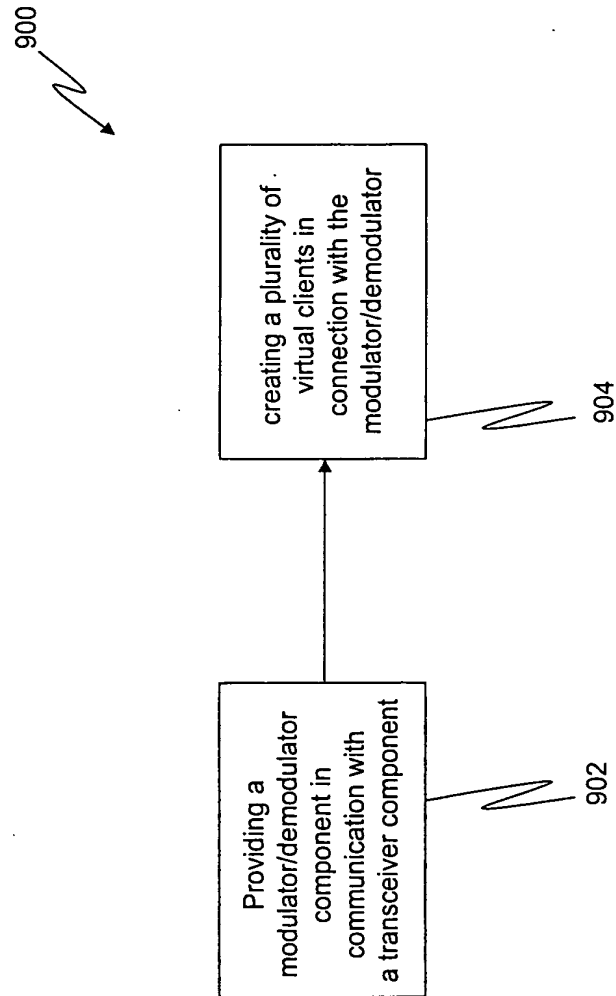 900
Providing a
modulator/demodulator
component in
communication with
a transceiver component
902
creating a plurality of
virtual clients in
connection with the
modulator/demodulator
904